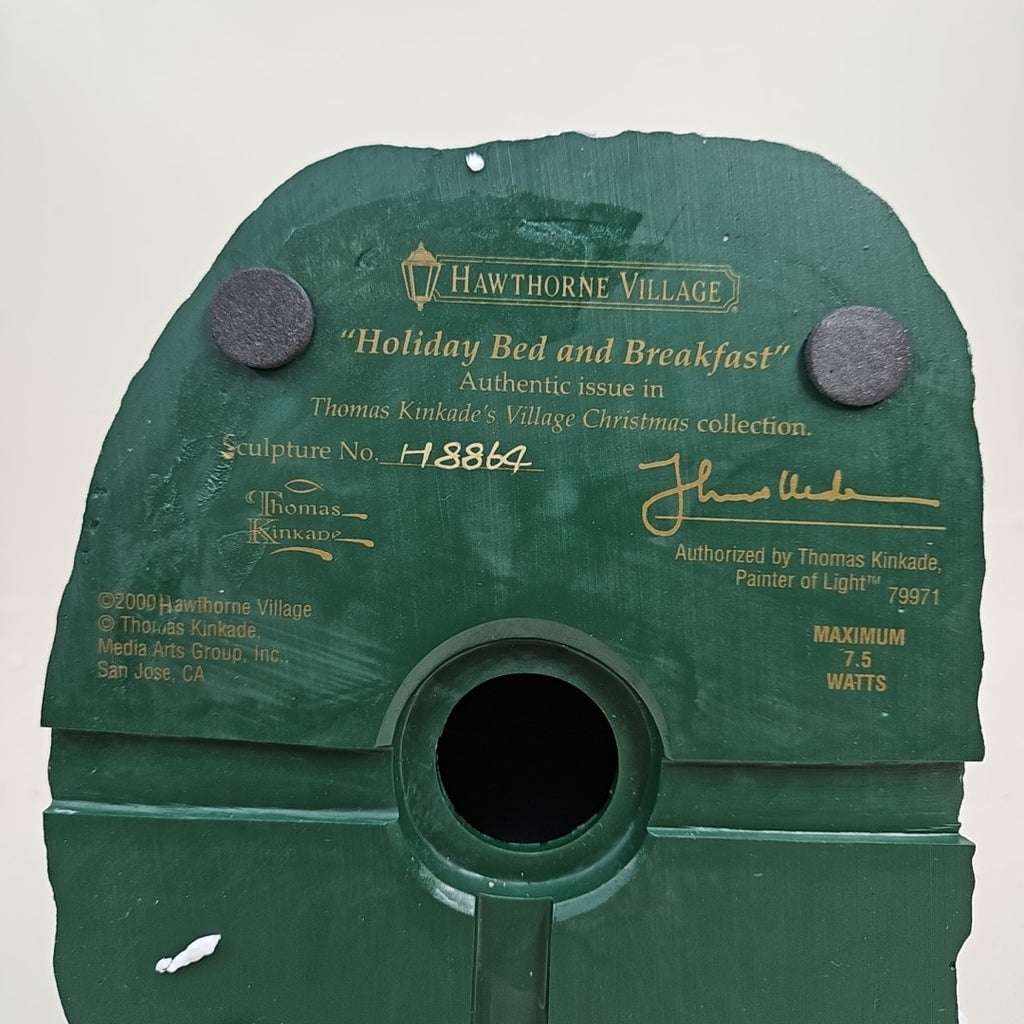 HAWTHORNE VILLAGE
"Holiday Bed and Breakfast"
Authentic issue in
Thomas Kinkade's Village Christmas collection.
Sculpture No. H8864
Thomas
Kinkade
Authorized by Thomas Kinkade,
Painter of Light™ 79971
©2000 Hawthorne Village
© Thomas Kinkade,
Media Arts Group, Inc.,
San Jose, CA
MAXIMUM
7.5
WATTS